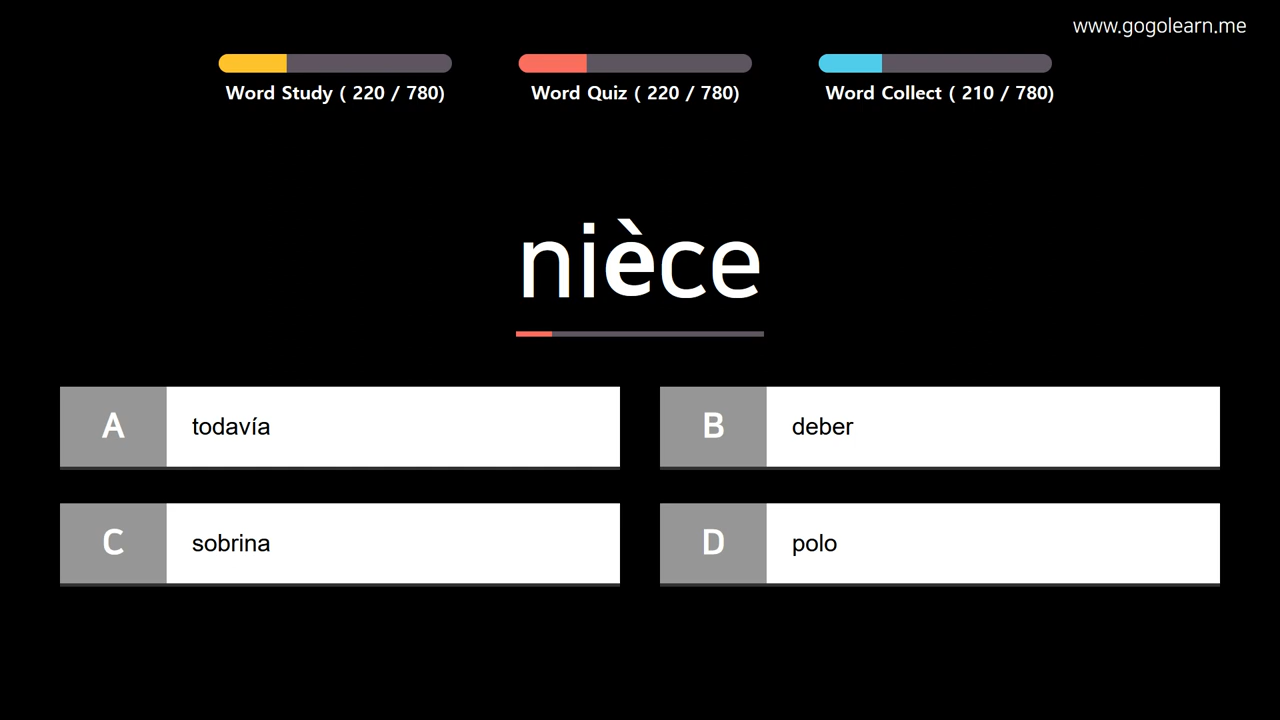 www.gogolearn.me
Word Study ( 220 / 780)
Word Quiz ( 220 / 780)
Word Collect ( 210 / 780)
nièce
A todavía
B deber
C sobrina
D polo